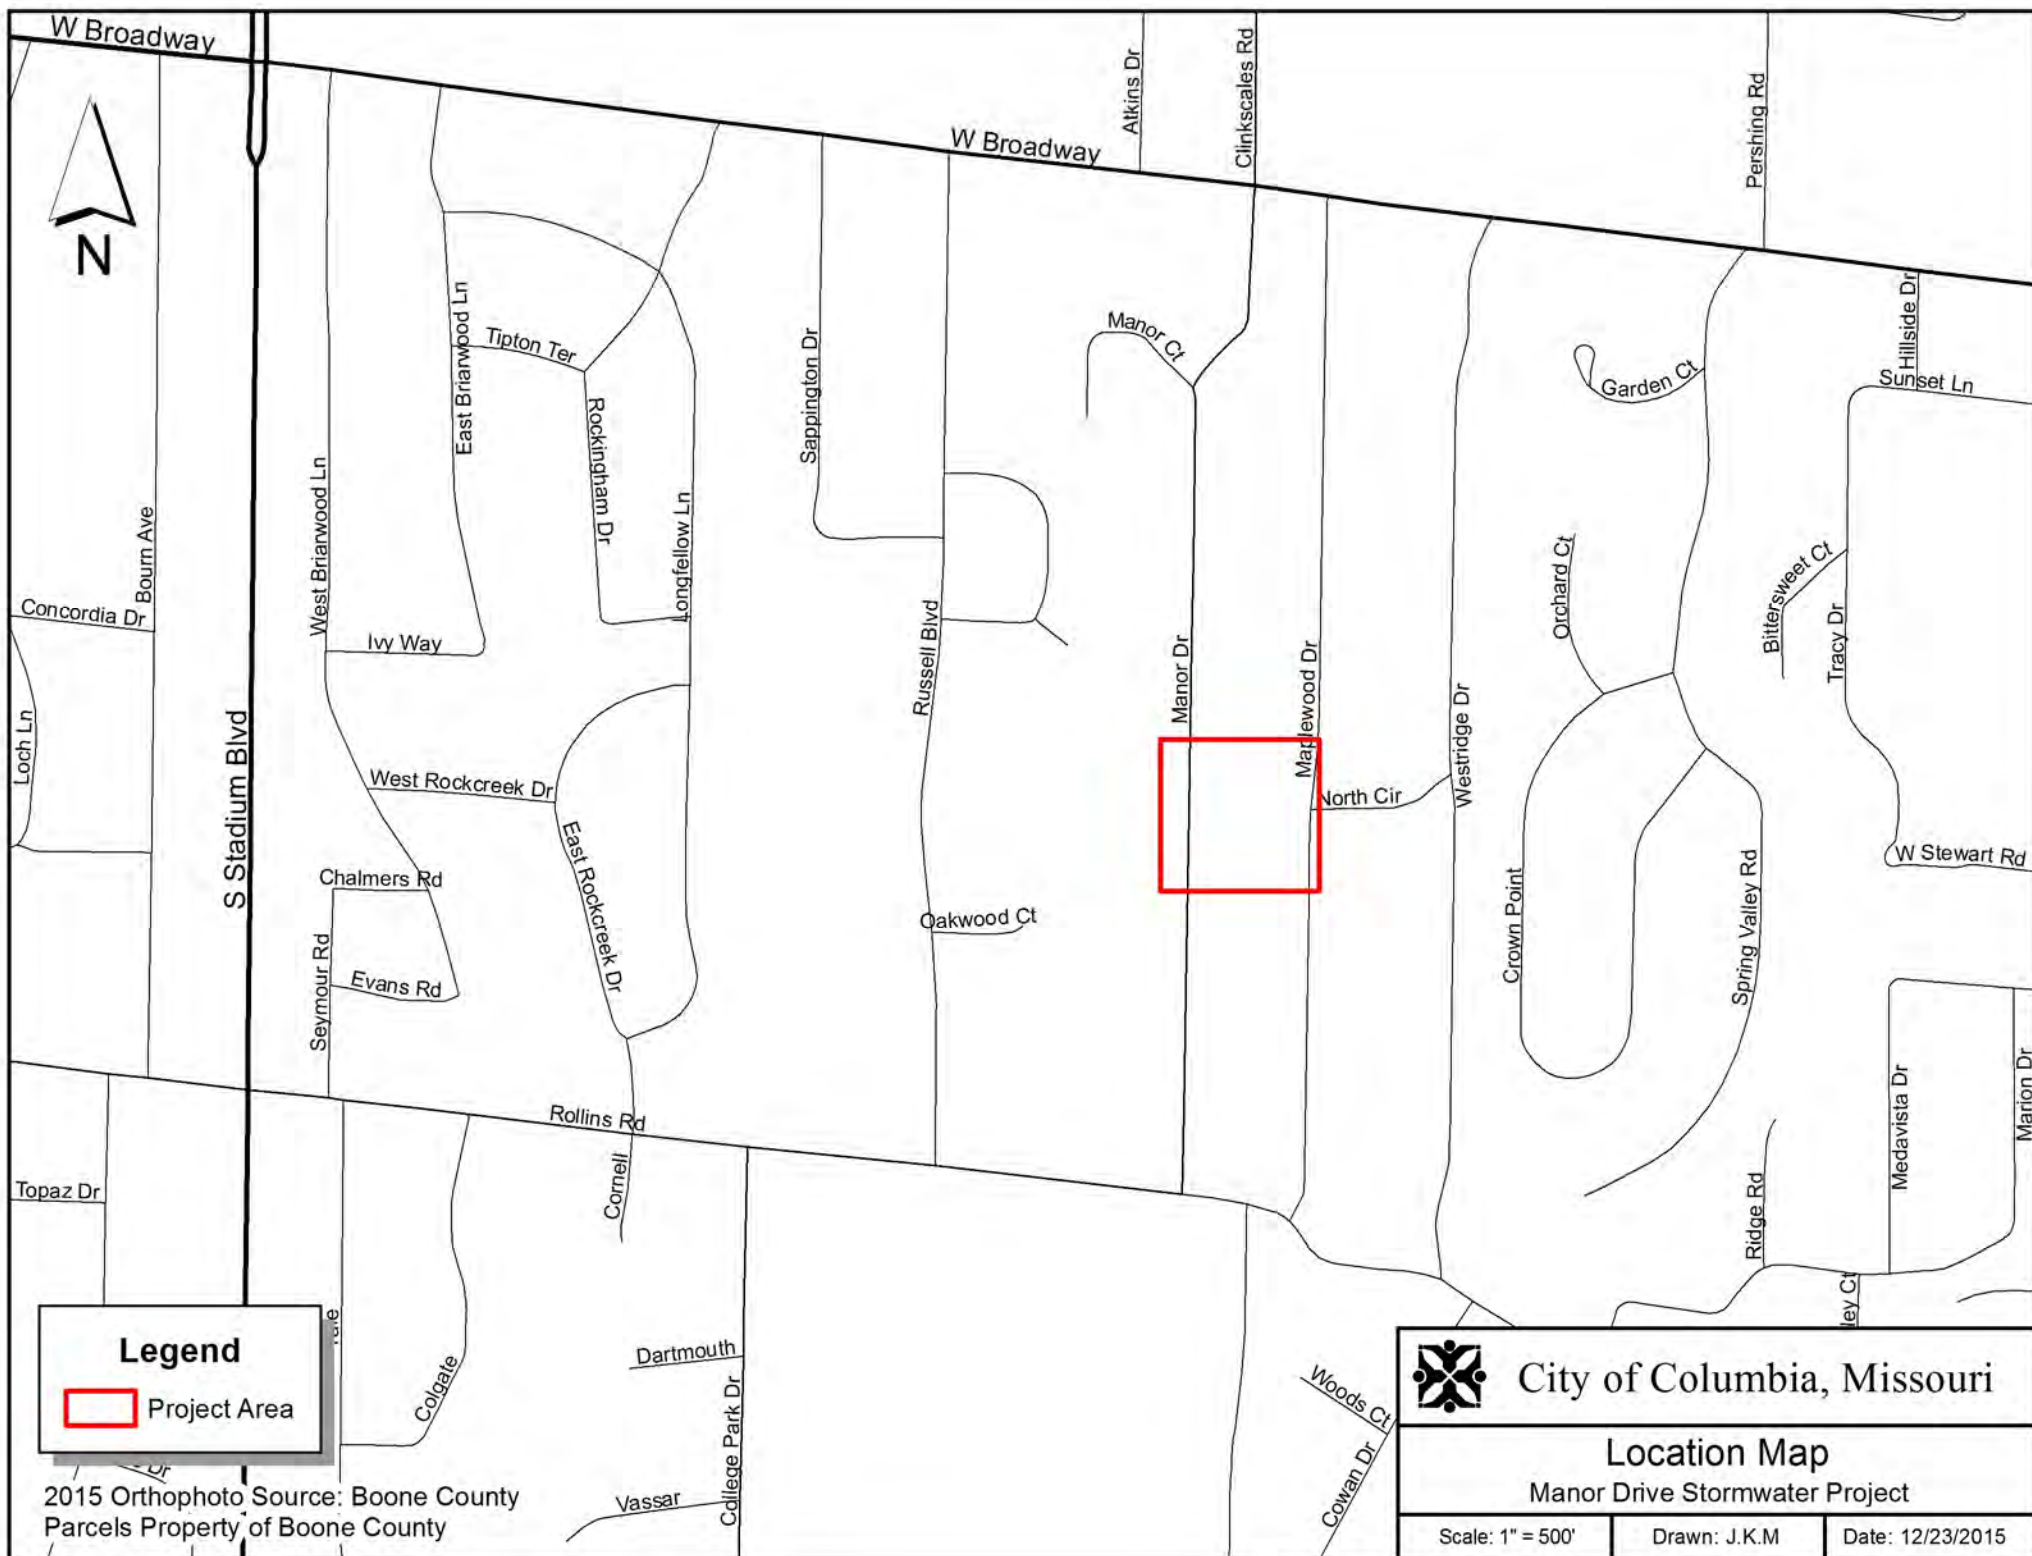 W Broadway
Atkins Dr
Clinkscales Rd
Pershing Rd
W Broadway
N
East Briarwood Ln
Tipton Ter
Rockingham Dr
Sappington Dr
Manor Ct
Garden Ct
Hillside Dr
Sunset Ln
Bourn Ave
West Briarwood Ln
Longfellow Ln
Concordia Dr
Ivy Way
Russell Blvd
Manor Dr
Maplewood Dr
Orchard Ct
Bittersweet Ct
Tracy Dr
Loch Ln
S Stadium Blvd
West Rockcreek Dr
North Cir
Westridge Dr
Chalmers Rd
East Rockcreek Dr
Oakwood Ct
Crown Point
Spring Valley Rd
W Stewart Rd
Seymour Rd
Evans Rd
Rollins Rd
Cornell
Topaz Dr
Ridge Rd
Medavista Dr
Marion Dr
ley Ct
Colgate
Dartmouth
College Park Dr
Vassar
Woods Ct
Cowan Dr
Dr
Legend
Project Area
2015 Orthophoto Source: Boone County
Parcels Property of Boone County
City of Columbia, Missouri
Location Map
Manor Drive Stormwater Project
Scale: 1" = 500'
Drawn: J.K.M
Date: 12/23/2015